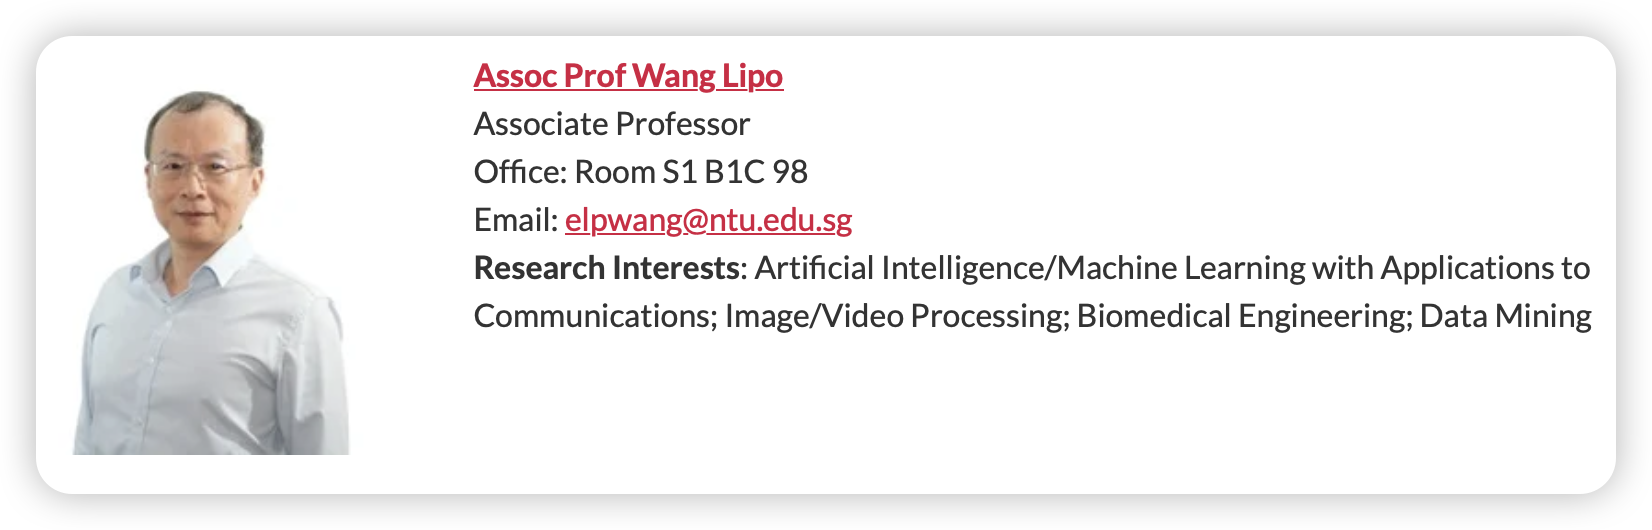 Assoc Prof Wang Lipo
Associate Professor
Office: Room S1 B1C 98
Email: elpwang@ntu.edu.sg
Research Interests: Artificial Intelligence/Machine Learning with Applications to
Communications; Image/Video Processing; Biomedical Engineering; Data Mining